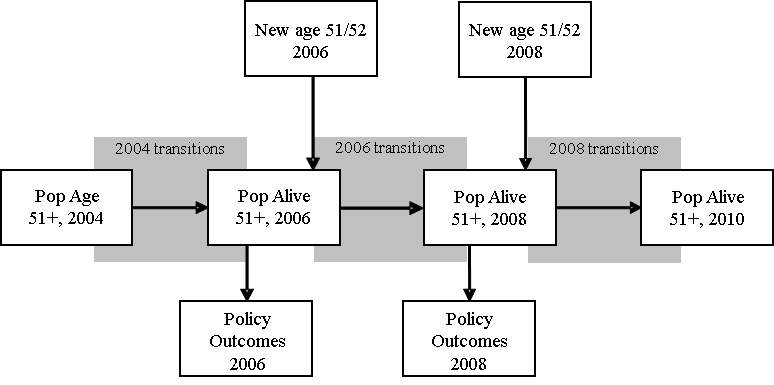 New age 51/52
2006
New age 51/52
2008
2004 transitions
2006 transitions
2008 transitions
Pop Age
51+, 2004
Pop Alive
51+, 2006
Pop Alive
51+, 2008
Pop Alive
51+, 2010
Policy
Outcomes
2006
Policy
Outcomes
2008